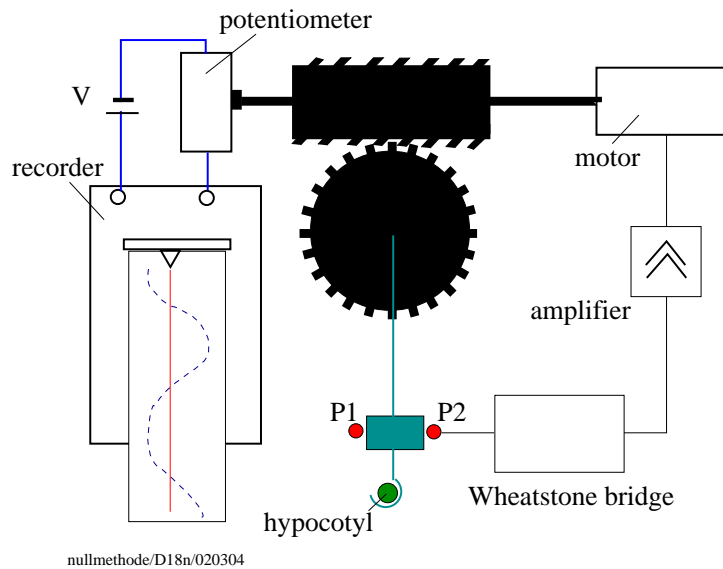 potentiometer
V
motor
recorder
amplifier
P1
P2
Wheatstone bridge
hypocotyl
nullmethode/D18n/020304